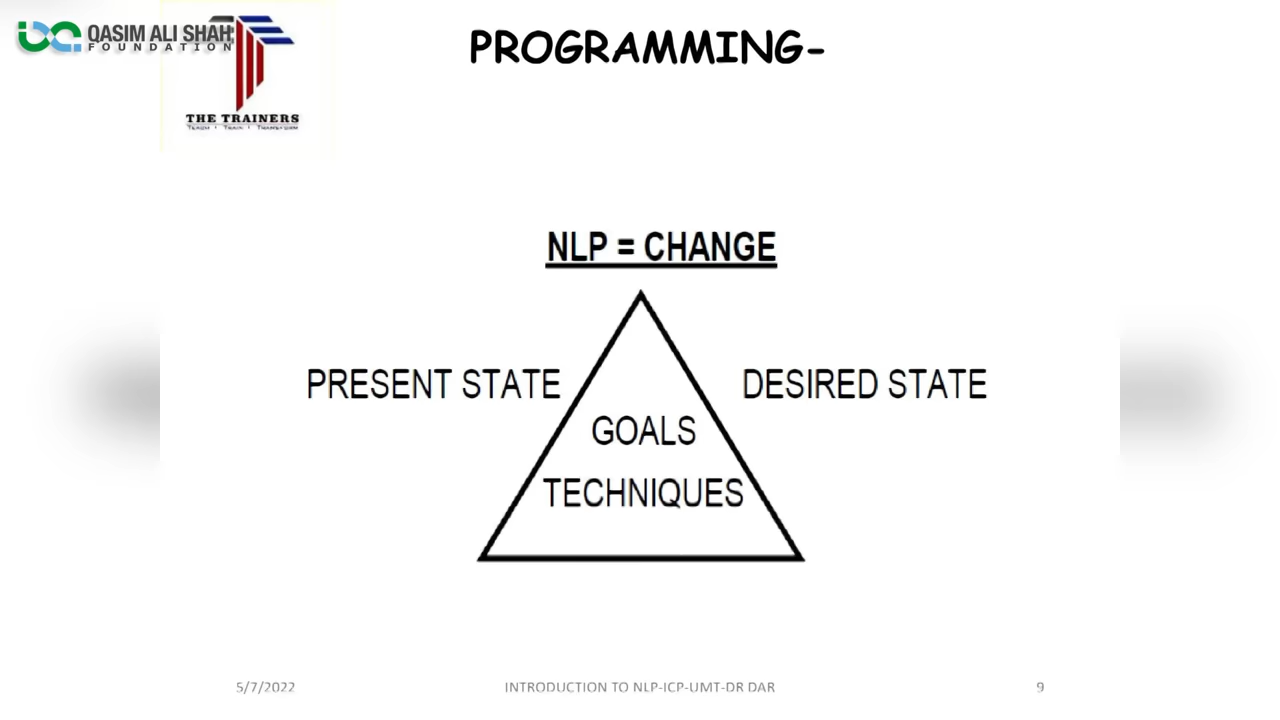 QASIM ALI SHAH
FOUNDATION
THE TRAINERS
PROGRAMMING-
NLP = CHANGE
PRESENT STATE
DESIRED STATE
GOALS
TECHNIQUES
5/7/2022
INTRODUCTION TO NLP-ICP-UMT-DR DAR
9